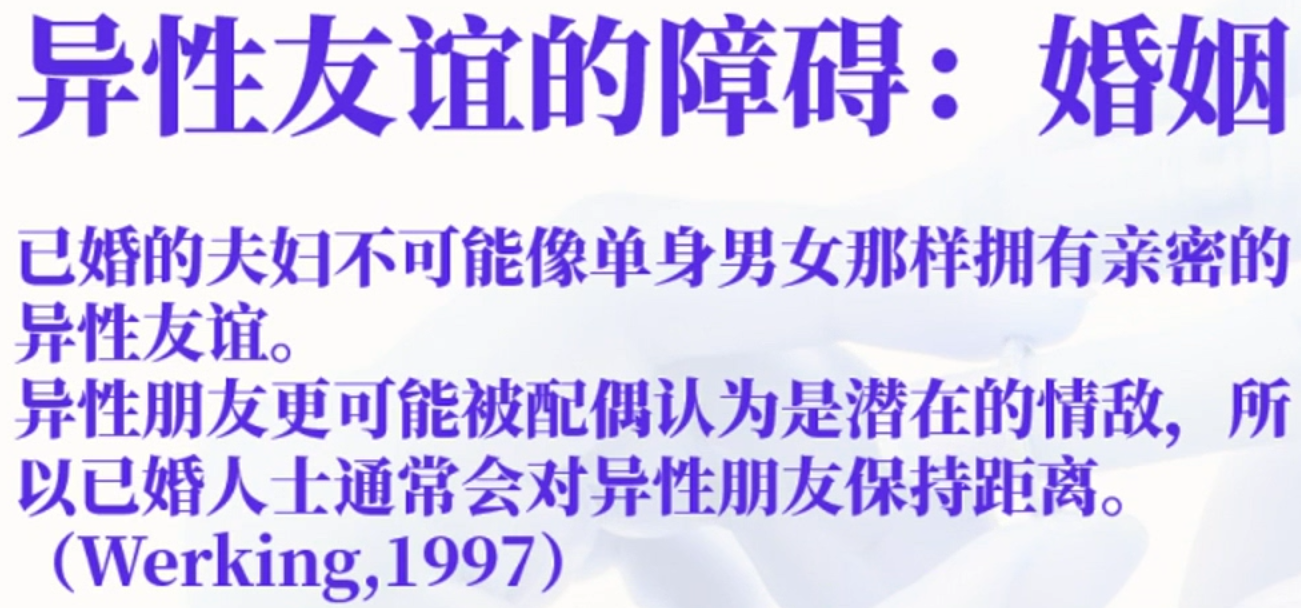 异性友谊的障碍：婚姻
已婚的夫妇不可能像单身男女那样拥有亲密的
异性友谊。
异性朋友更可能被配偶认为是潜在的情敌，所
以已婚人士通常会对异性朋友保持距离。
（Werking,1997）